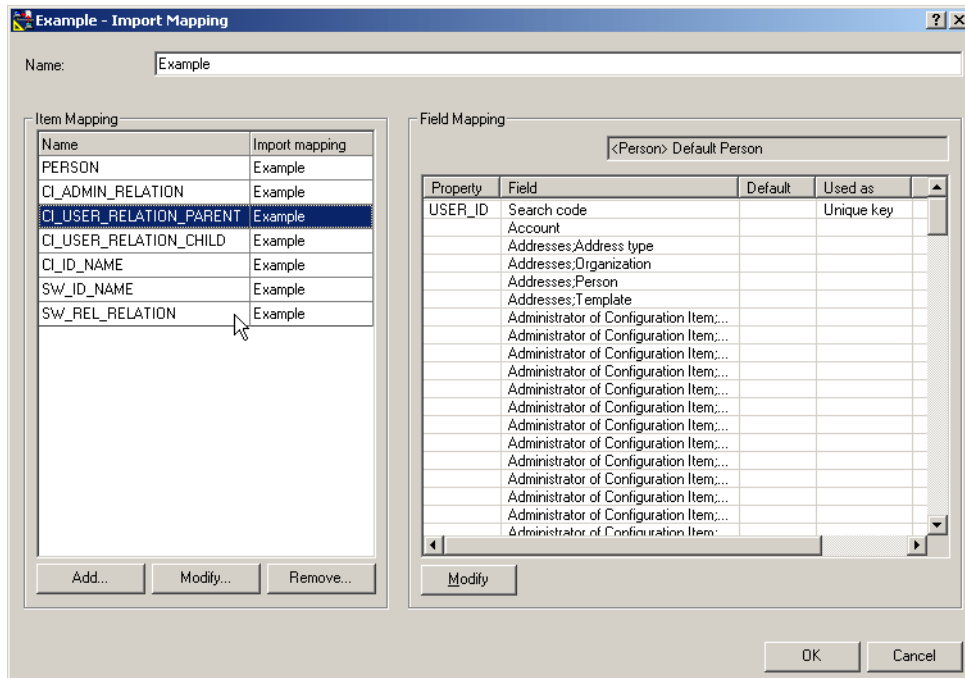 Example - Import Mapping
Name: Example
Item Mapping
Name Import mapping
PERSON Example
CI_ADMIN_RELATION Example
CI_USER_RELATION_PARENT Example
CI_USER_RELATION_CHILD Example
CI_ID_NAME Example
SW_ID_NAME Example
SW_REL_RELATION Example
Add... Modify... Remove...
Field Mapping
<Person> Default Person
Property Field Default Used as
USER_ID Search code Unique key
Account
Addresses;Address type
Addresses;Organization
Addresses;Person
Addresses;Template
Administrator of Configuration Item;...
Administrator of Configuration Item;...
Administrator of Configuration Item;...
Administrator of Configuration Item;...
Administrator of Configuration Item;...
Administrator of Configuration Item;...
Administrator of Configuration Item;...
Administrator of Configuration Item;...
Administrator of Configuration Item;...
Administrator of Configuration Item;...
Administrator of Configuration Item;...
Administrator of Configuration Item;...
Administrator of Configuration Item;...
Modify
OK Cancel